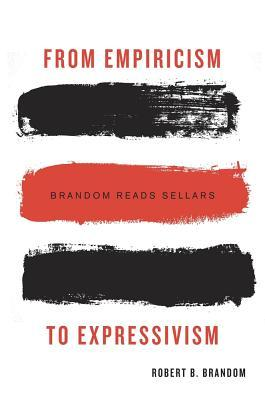 FROM EMPIRICISM
BRANDOM READS SELLARS
TO EXPRESSIVISM
ROBERT B. BRANDOM